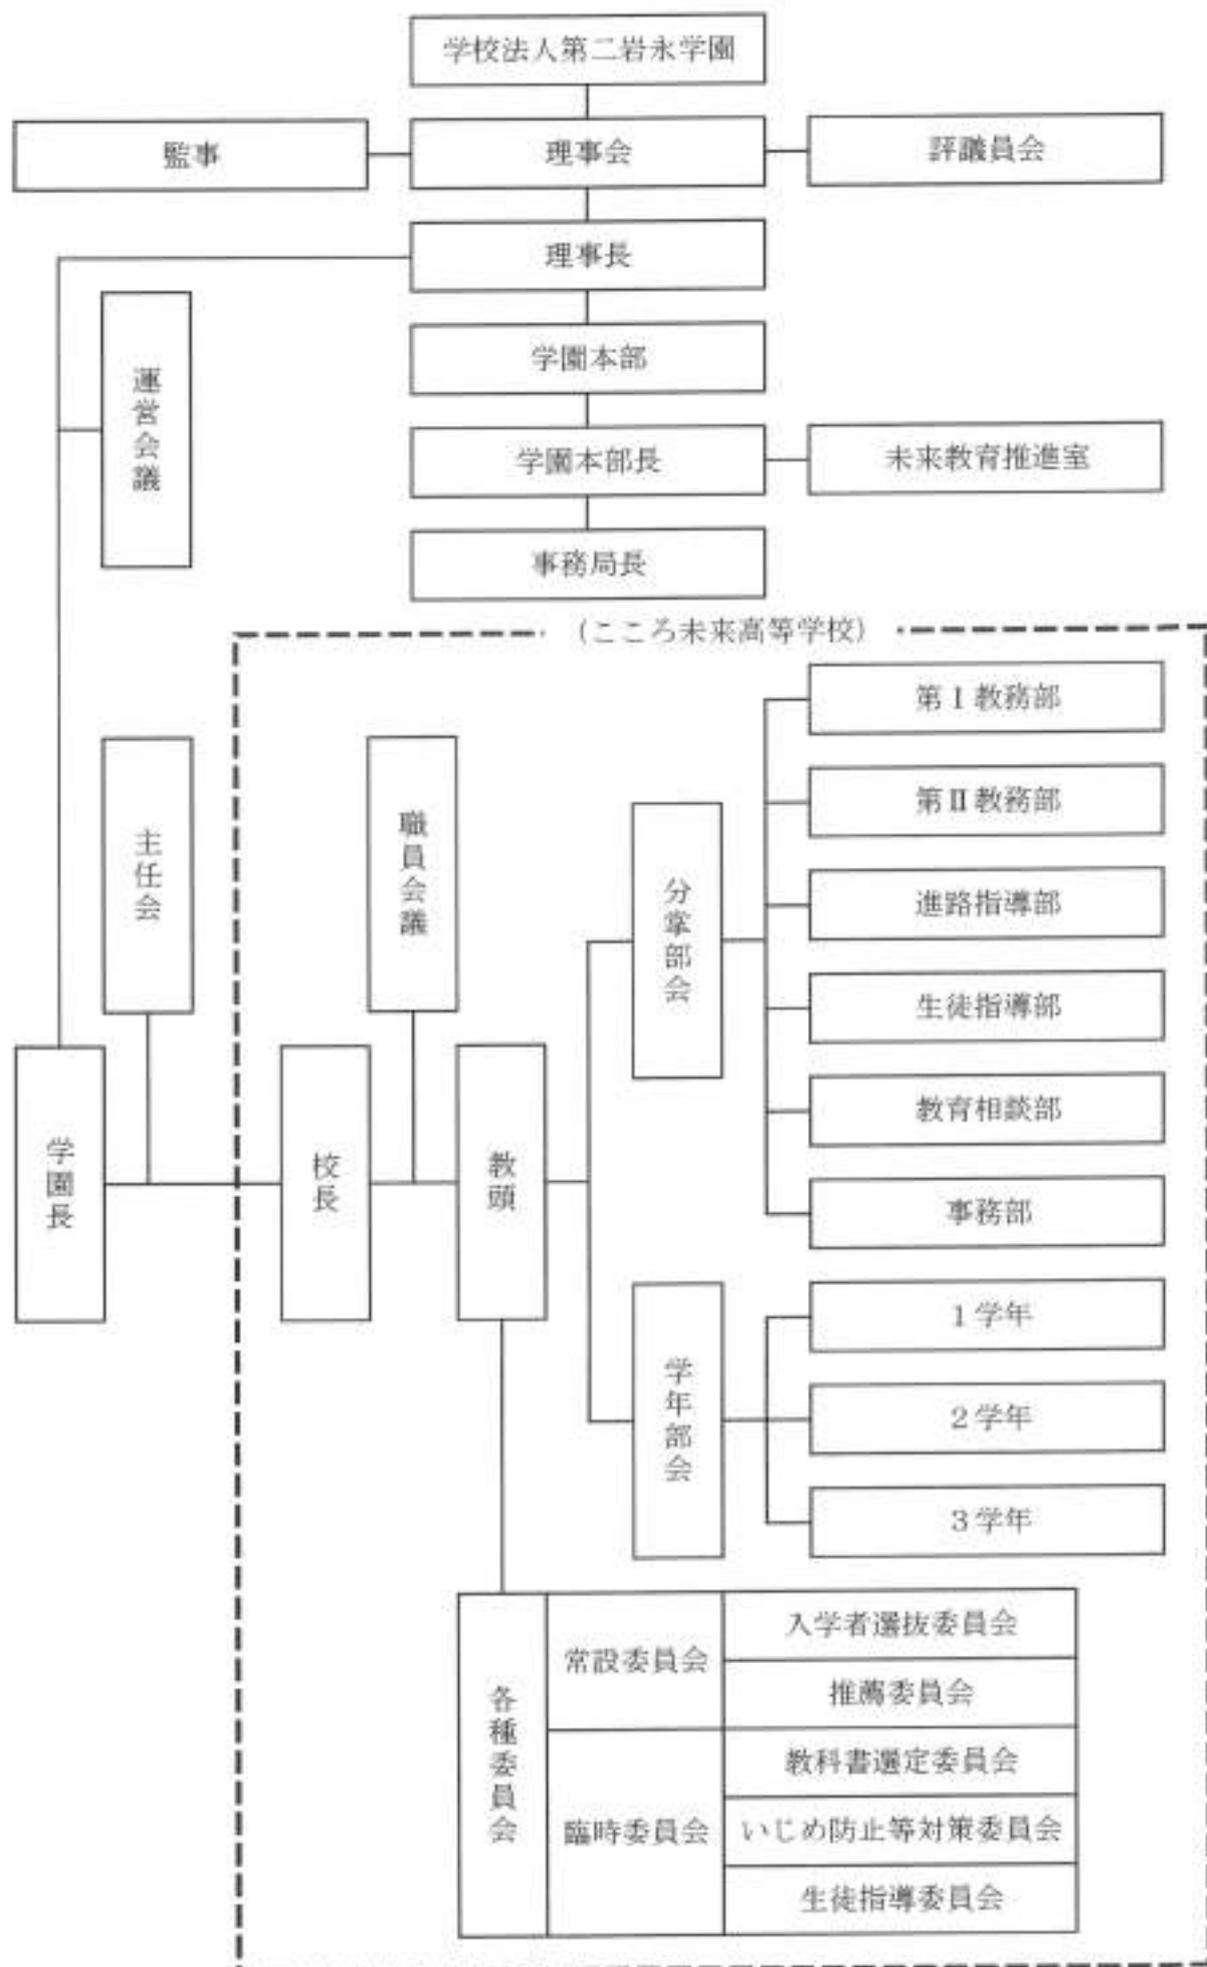 学校法人第二岩永学園
監事
理事会
評議員会
理事長
運営会議
学園本部
学園本部長
未来教育推進室
事務局長
(こころ未来高等学校)
第Ⅰ教務部
第Ⅱ教務部
進路指導部
生徒指導部
教育相談部
事務部
主任会
職員会議
分掌部会
学園長
校長
教頭
学年部会
1学年
2学年
3学年
各種委員会
常設委員会
入学者選抜委員会
推薦委員会
臨時委員会
教科書選定委員会
いじめ防止等対策委員会
生徒指導委員会